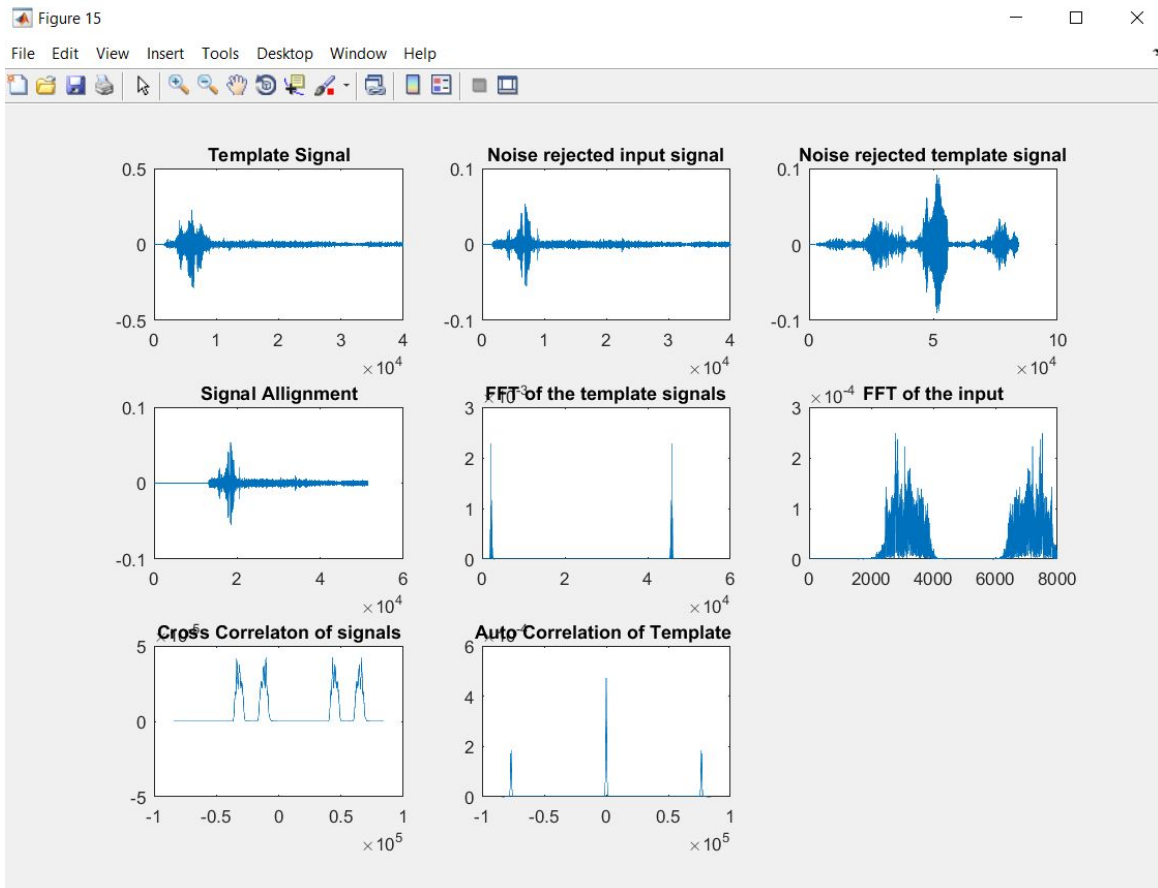 Figure 15
File Edit View Insert Tools Desktop Window Help
Template Signal
0.5
0
-0.5
0 1 2 3 4
×10^4
Noise rejected input signal
0.1
0
-0.1
0 1 2 3 4
×10^4
Noise rejected template signal
0.1
0
-0.1
0 5 10
×10^4
Signal Allignment
0.1
0
-0.1
0 2 4 6
×10^4
FFT of the template signals
×10^-3
3
2
1
0
0 2 4 6
×10^4
FFT of the input
×10^-4
3
2
1
0
0 2000 4000 6000 8000
Cross Correlaton of signals
×10^-5
5
0
-5
-1 -0.5 0 0.5 1
×10^5
Auto Correlation of Template
×10^-4
6
4
2
0
-1 -0.5 0 0.5 1
×10^5